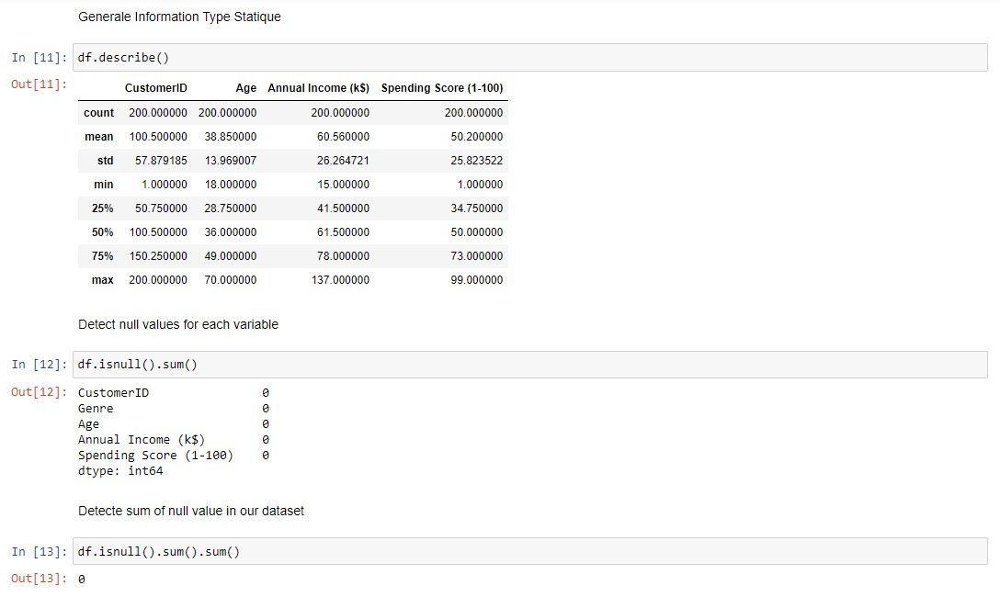 Generale Information Type Statique
In [11]: df.describe()
Out[11]:
CustomerID Age Annual Income (k$) Spending Score (1-100)
count 200.000000 200.000000 200.000000 200.000000
mean 100.500000 38.850000 60.560000 50.200000
std 57.879185 13.969007 26.264721 25.823522
min 1.000000 18.000000 15.000000 1.000000
25% 50.750000 28.750000 41.500000 34.750000
50% 100.500000 36.000000 61.500000 50.000000
75% 150.250000 49.000000 78.000000 73.000000
max 200.000000 70.000000 137.000000 99.000000
Detect null values for each variable
In [12]: df.isnull().sum()
Out[12]: CustomerID 0
Genre 0
Age 0
Annual Income (k$) 0
Spending Score (1-100) 0
dtype: int64
Detecte sum of null value in our dataset
In [13]: df.isnull().sum().sum()
Out[13]: 0